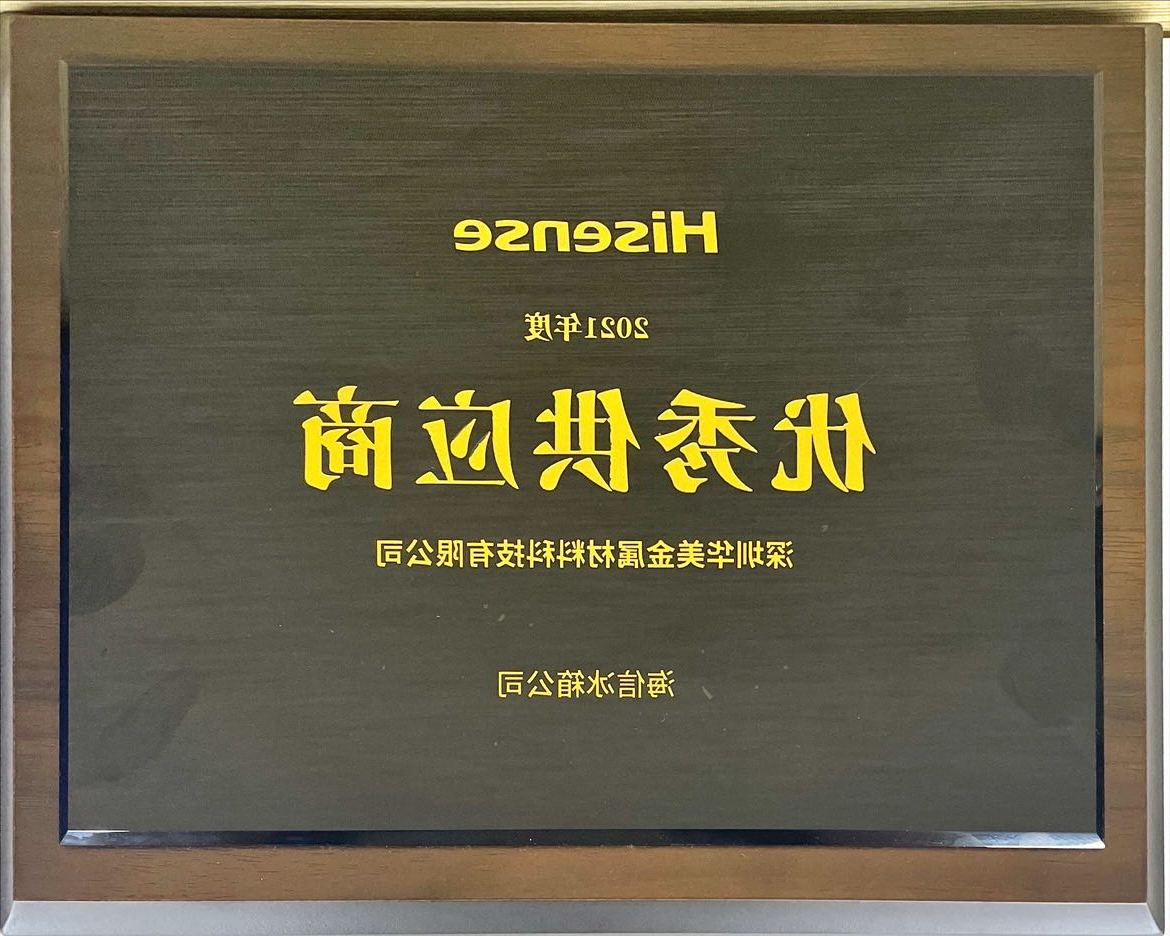 Hisense
2021年度
优秀供应商
深圳华美金属材料科技有限公司
海信冰箱公司